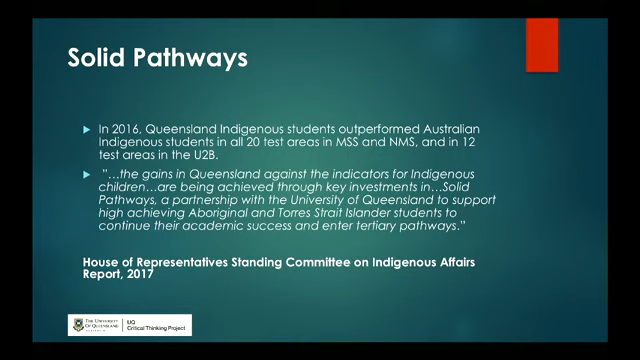 Solid Pathways
In 2016, Queensland Indigenous students outperformed Australian
Indigenous students in all 20 test areas in MSS and NMS, and in 12
test areas in the U2B.
"…the gains in Queensland against the indicators for Indigenous
children…are being achieved through key investments in…Solid
Pathways, a partnership with the University of Queensland to support
high achieving Aboriginal and Torres Strait Islander students to
continue their academic success and enter tertiary pathways."
House of Representatives Standing Committee on Indigenous Affairs
Report, 2017
THE UNIVERSITY
OF QUEENSLAND
AUSTRALIA
UQ
Critical Thinking Project